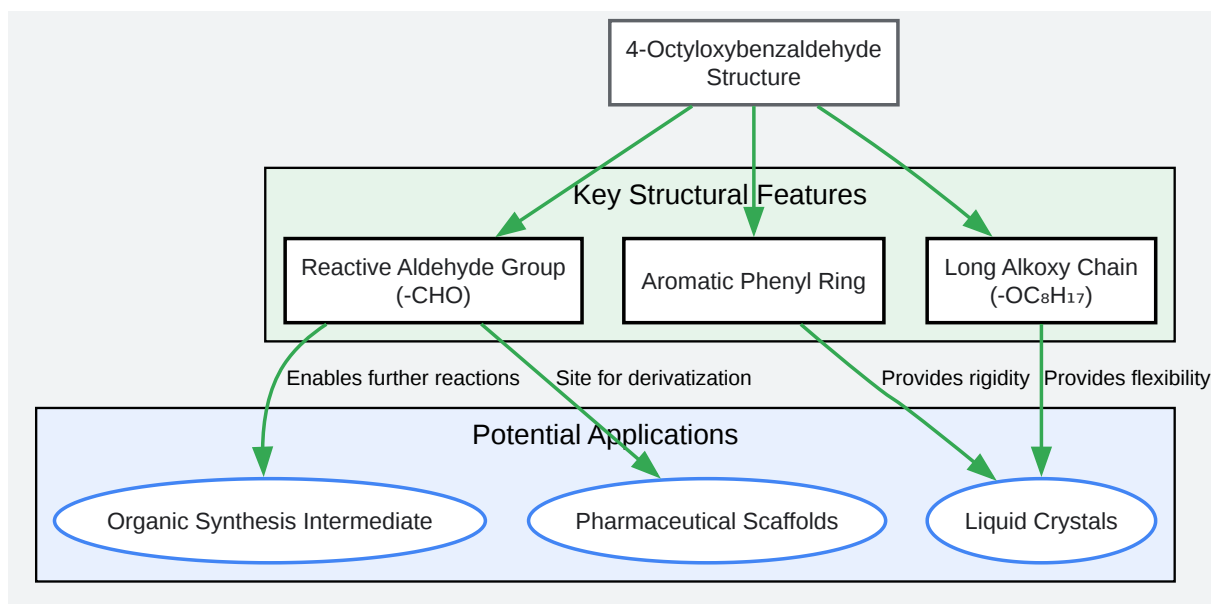 4-Octyloxybenzaldehyde
Structure
Key Structural Features
Reactive Aldehyde Group
(-CHO)
Aromatic Phenyl Ring
Long Alkoxy Chain
(-OC₈H₁₇)
Enables further reactions
Site for derivatization
Provides rigidity
Provides flexibility
Potential Applications
Organic Synthesis Intermediate
Pharmaceutical Scaffolds
Liquid Crystals